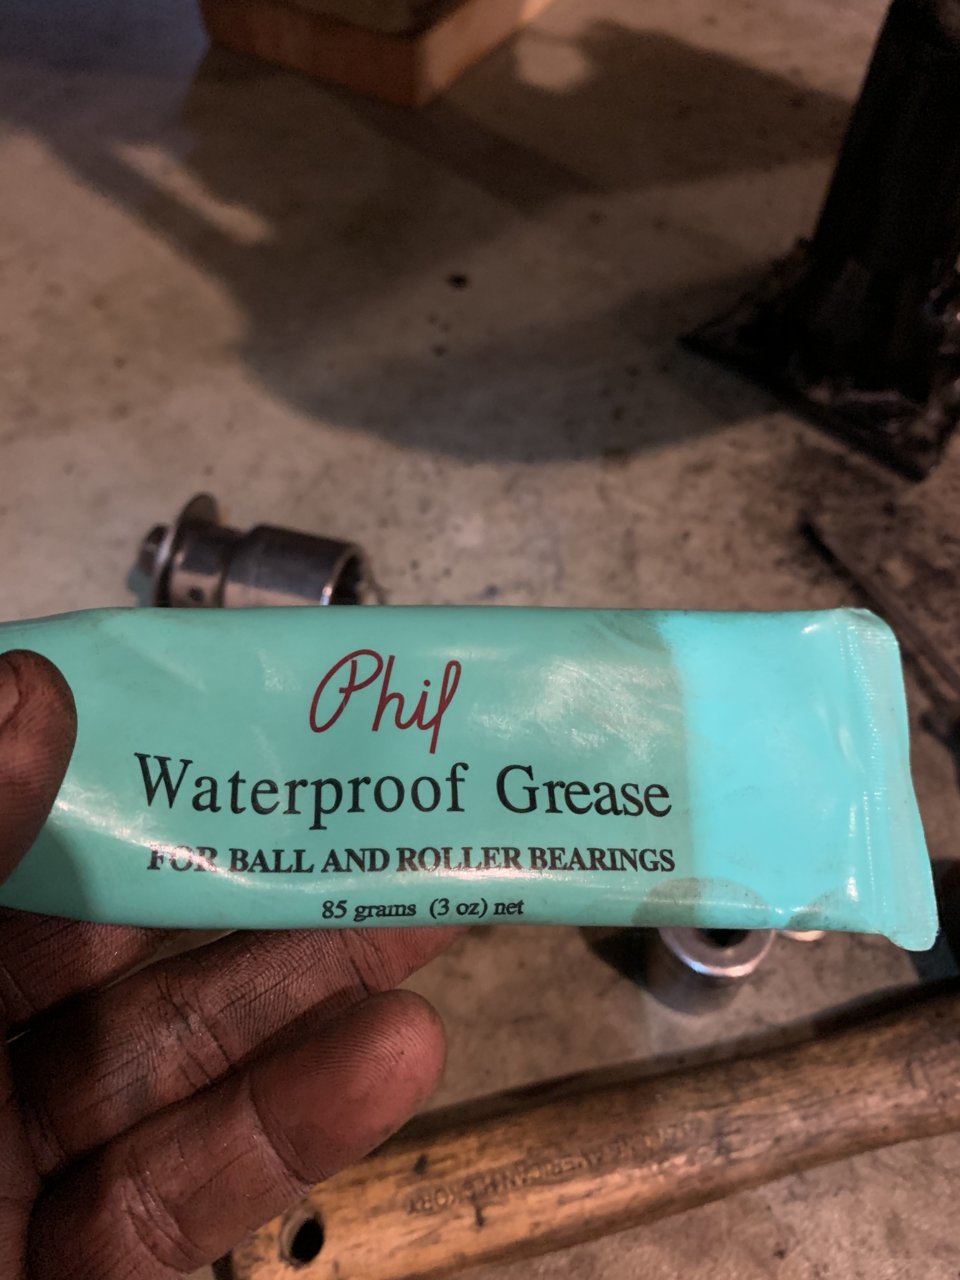 Phil
Waterproof Grease
FOR BALL AND ROLLER BEARINGS
85 grams (3 oz) net